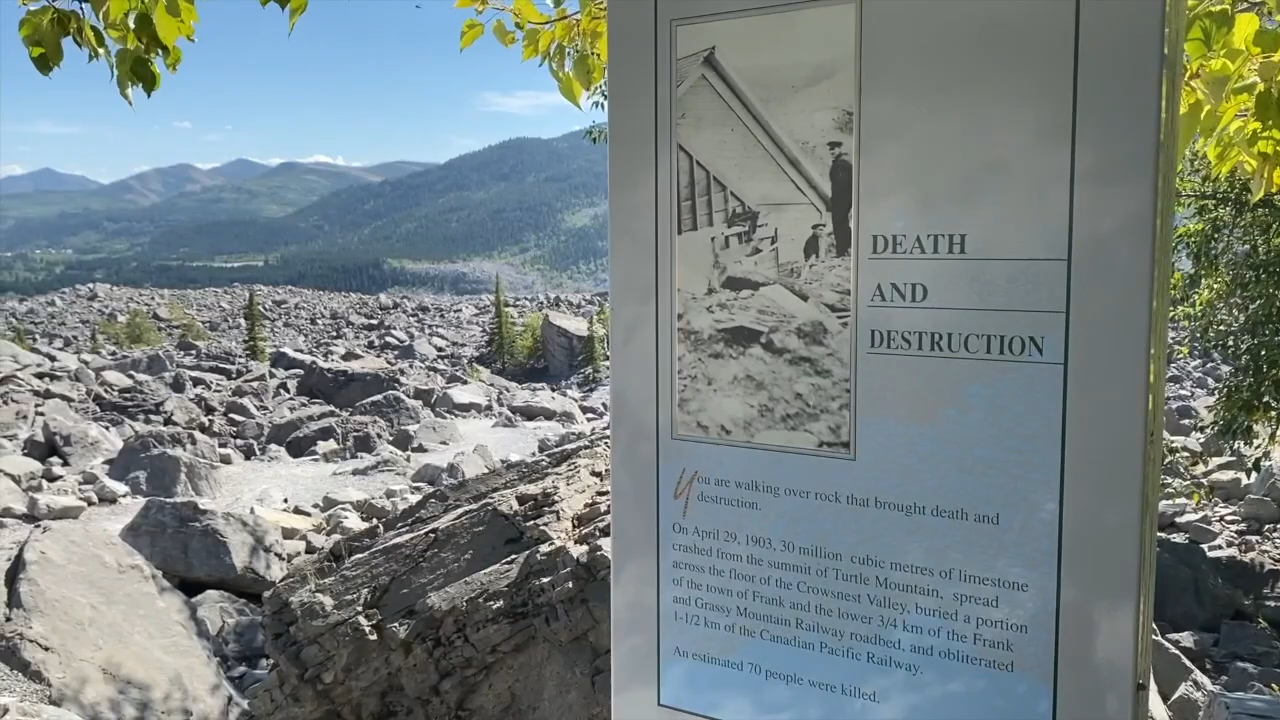 DEATH
AND
DESTRUCTION
You are walking over rock that brought death and
destruction.
On April 29, 1903, 30 million cubic metres of limestone
crashed from the summit of Turtle Mountain, spread
across the floor of the Crowsnest Valley, buried a portion
of the town of Frank and the lower 3/4 km of the Frank
and Grassy Mountain Railway roadbed, and obliterated
1-1/2 km of the Canadian Pacific Railway.
An estimated 70 people were killed.